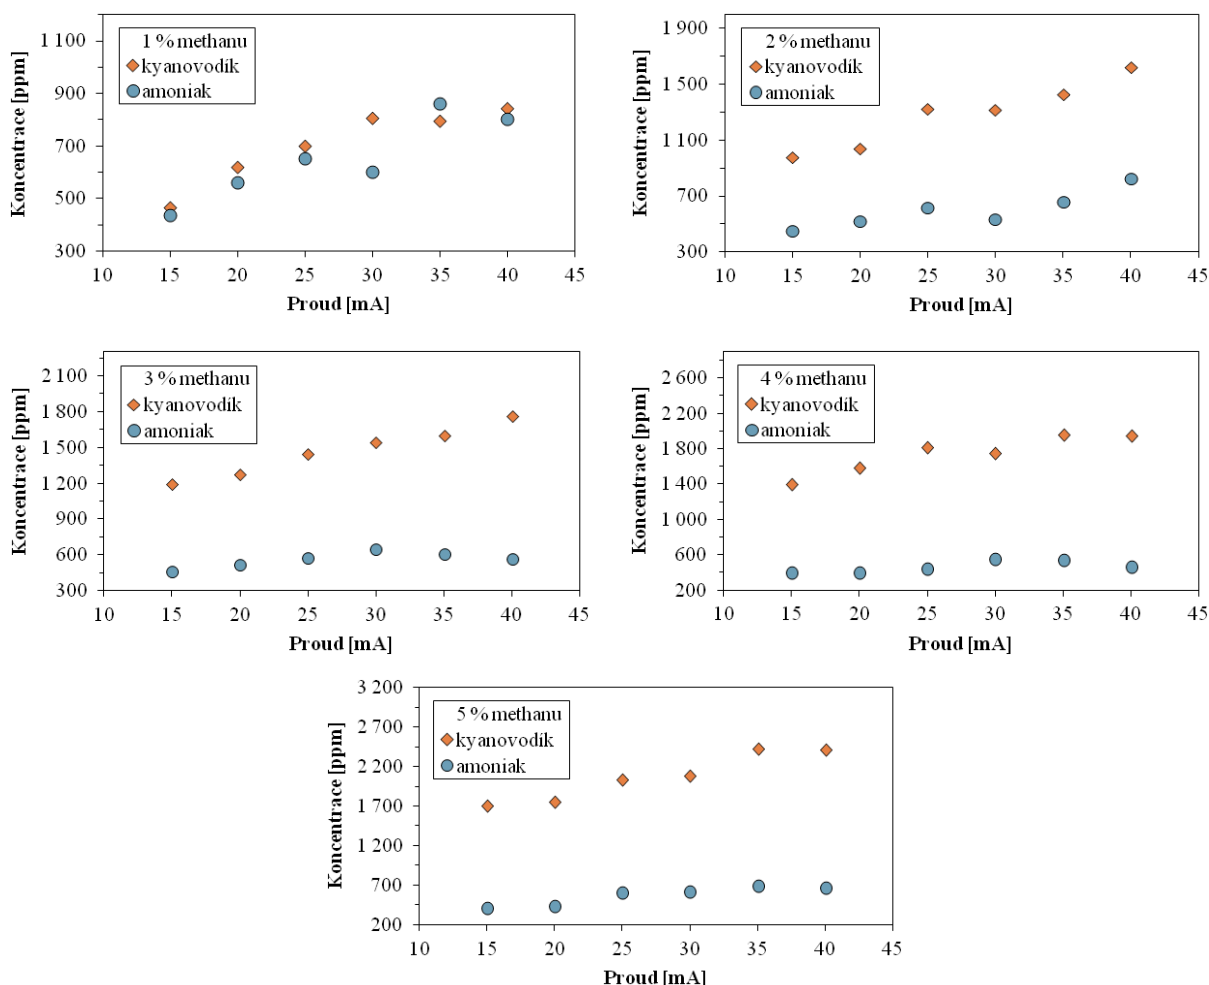 1 % methanu
kyanovodík
amoniak
Koncentrace [ppm]
1 100
900
700
500
300
10 15 20 25 30 35 40 45
Proud [mA]
2 % methanu
kyanovodík
amoniak
Koncentrace [ppm]
1 900
1 500
1 100
700
300
10 15 20 25 30 35 40 45
Proud [mA]
3 % methanu
kyanovodík
amoniak
Koncentrace [ppm]
2 100
1 800
1 500
1 200
900
600
300
10 15 20 25 30 35 40 45
Proud [mA]
4 % methanu
kyanovodík
amoniak
Koncentrace [ppm]
2 600
2 200
1 800
1 400
1 000
600
200
10 15 20 25 30 35 40 45
Proud [mA]
5 % methanu
kyanovodík
amoniak
Koncentrace [ppm]
3 200
2 700
2 200
1 700
1 200
700
200
10 15 20 25 30 35 40 45
Proud [mA]